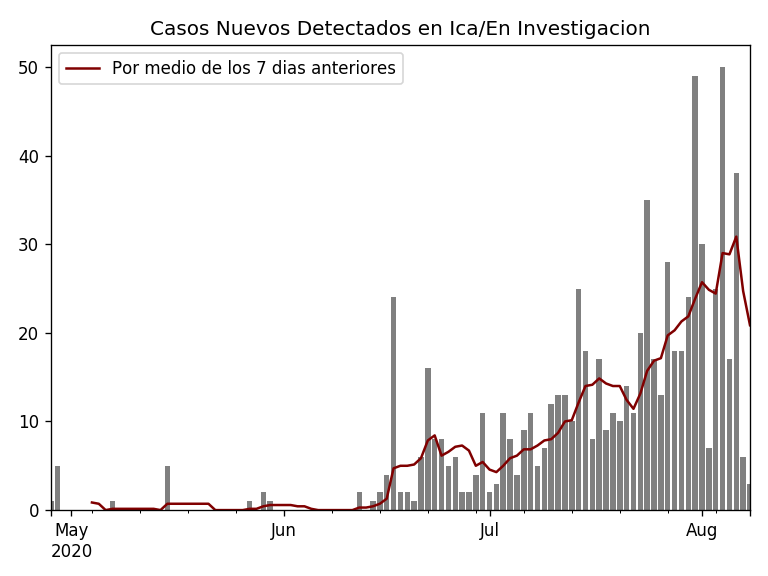 Casos Nuevos Detectados en Ica/En Investigacion
Por medio de los 7 dias anteriores
50
40
30
20
10
0
May Jun Jul Aug
2020